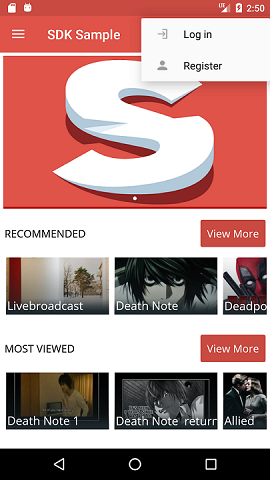 2:50
SDK Sample
Log in
Register
S
RECOMMENDED
View More
Livebroadcast
Death Note
Deadpo
MOST VIEWED
View More
Death Note 1
Death Note return
Allied